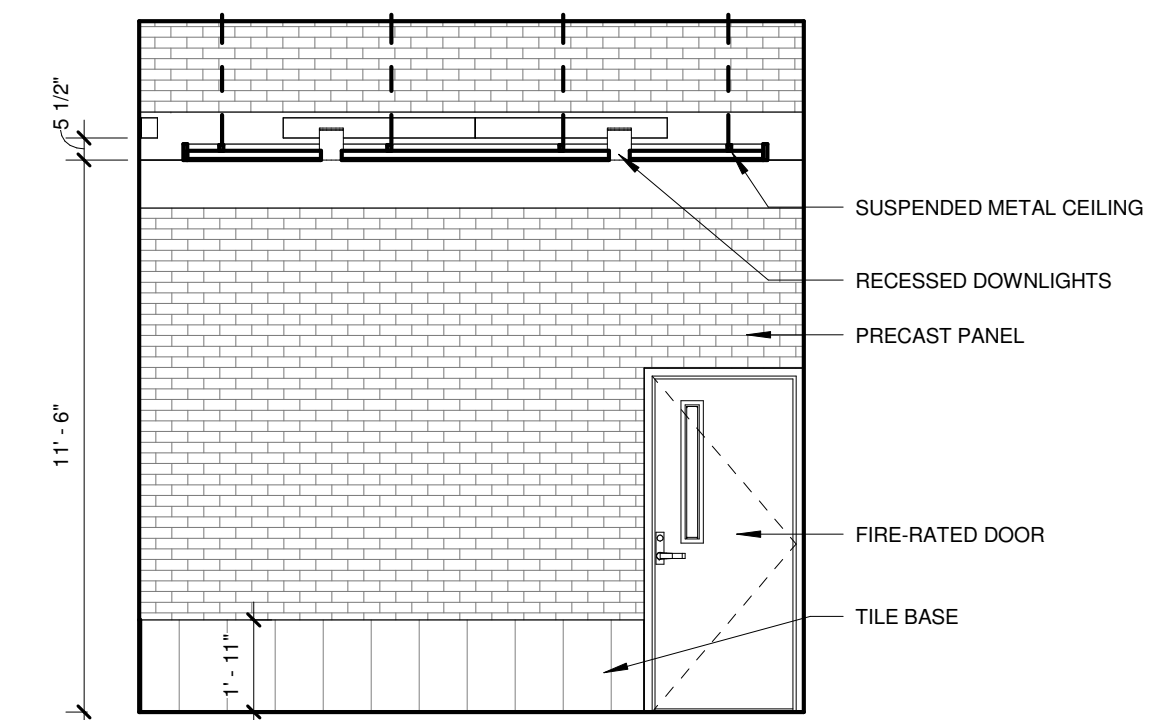 5 1/2"
SUSPENDED METAL CEILING
RECESSED DOWNLIGHTS
PRECAST PANEL
11' - 6"
FIRE-RATED DOOR
TILE BASE
1' - 11"